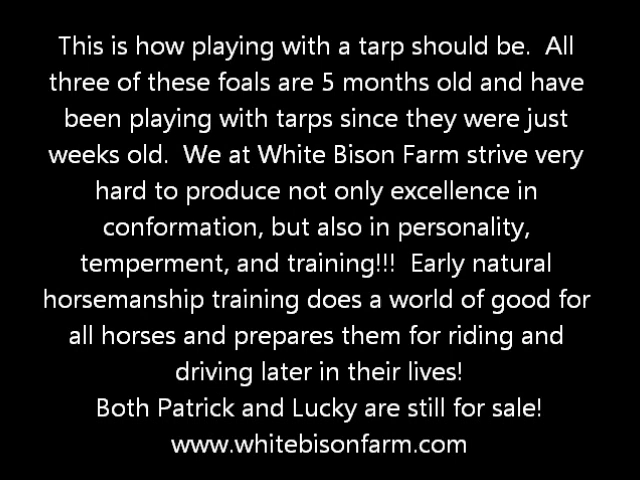 This is how playing with a tarp should be.  All
three of these foals are 5 months old and have
been playing with tarps since they were just
weeks old.  We at White Bison Farm strive very
hard to produce not only excellence in
conformation, but also in personality,
temperment, and training!!!  Early natural
horsemanship training does a world of good for
all horses and prepares them for riding and
driving later in their lives!
Both Patrick and Lucky are still for sale!
www.whitebisonfarm.com